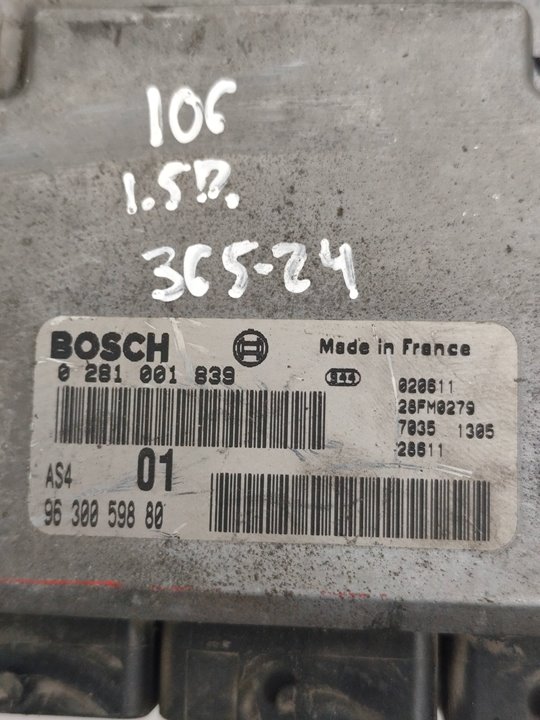 106
1.5D.
365-24
BOSCH
Made in France
0 281 001 839
020611
28FM0279
7035 1305
28611
AS4 01
96 300 598 80